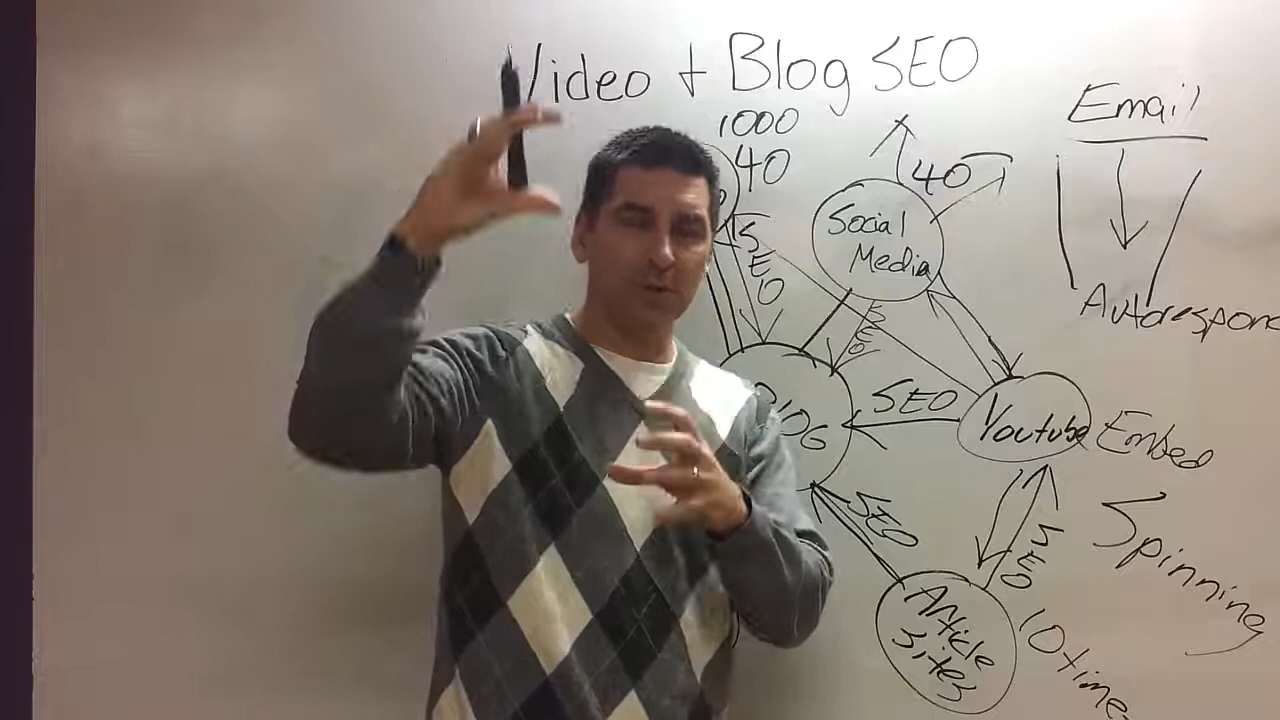 Video + Blog SEO
1000
40
SEO
Social
Media
40
SEO
Email
Autorespond
SEO
Youtube
Embed
SEO
SEO
Article
Sites
10 time
Spinning